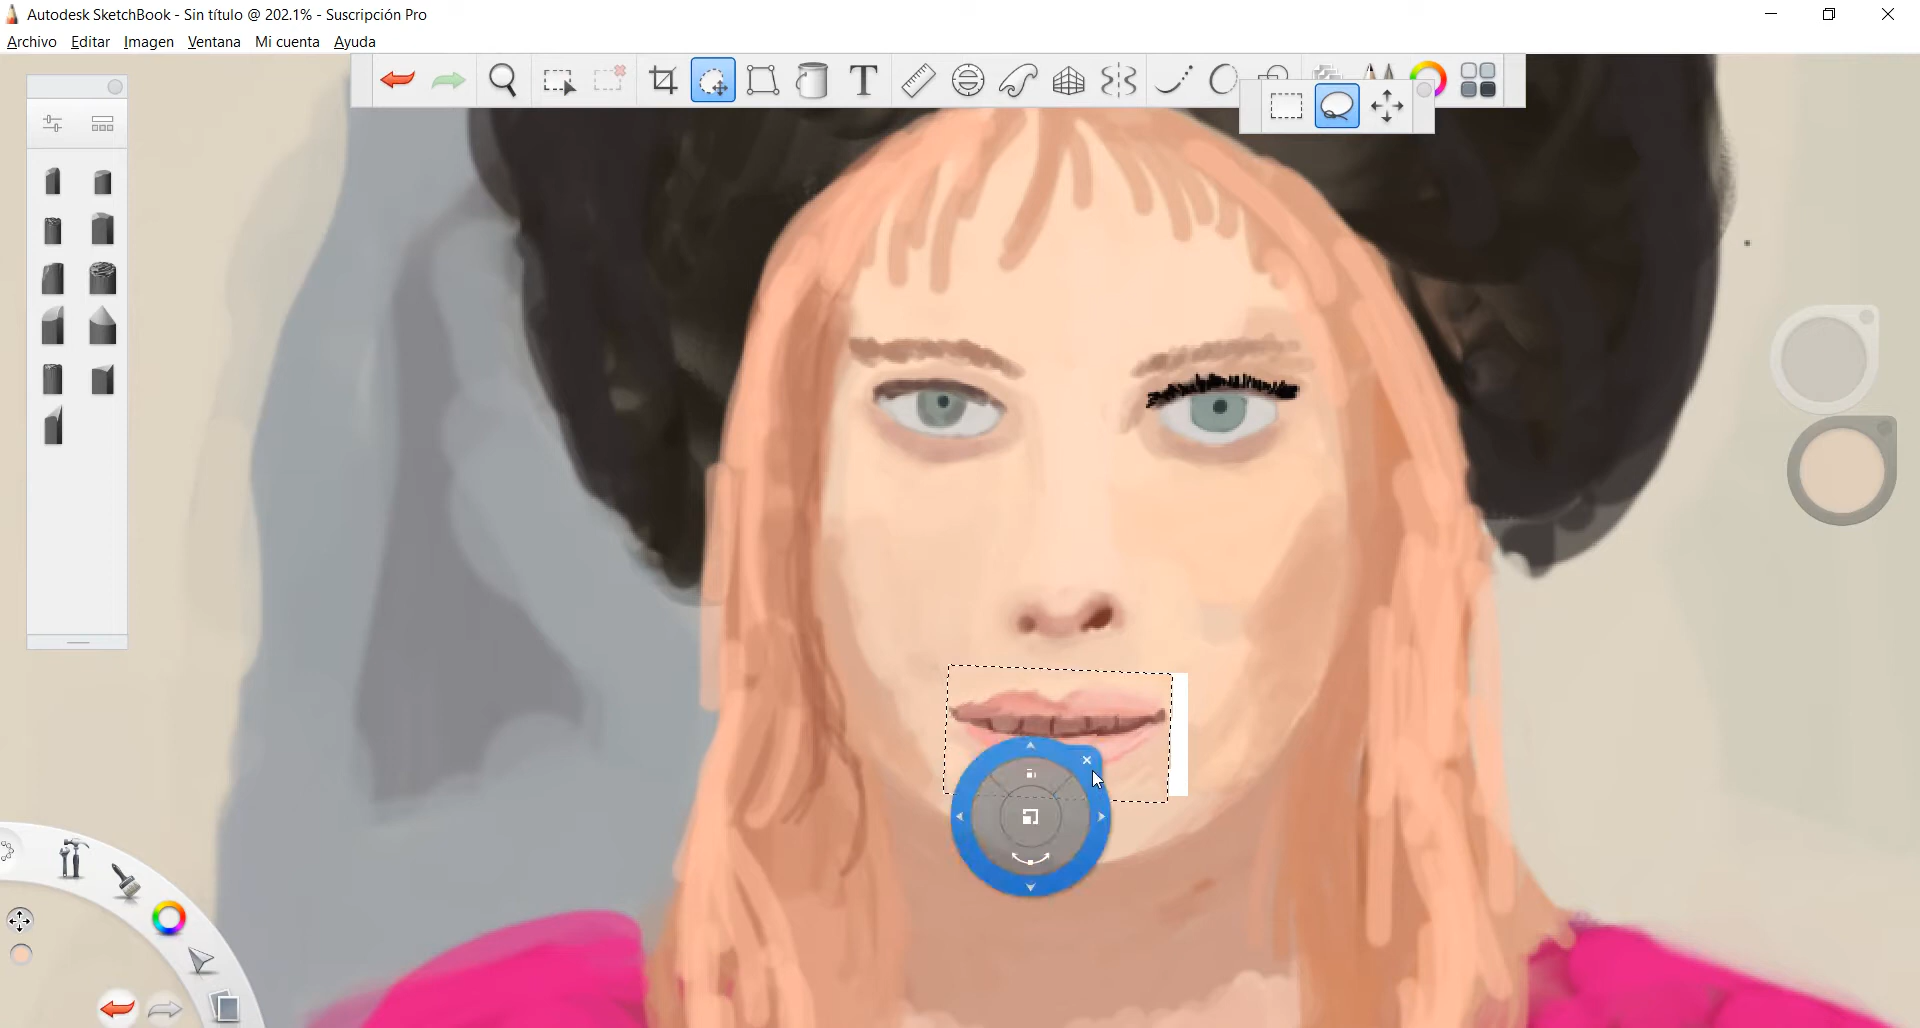 Autodesk SketchBook - Sin título @ 202.1% - Suscripción Pro
Archivo Editar Imagen Ventana Mi cuenta Ayuda
T